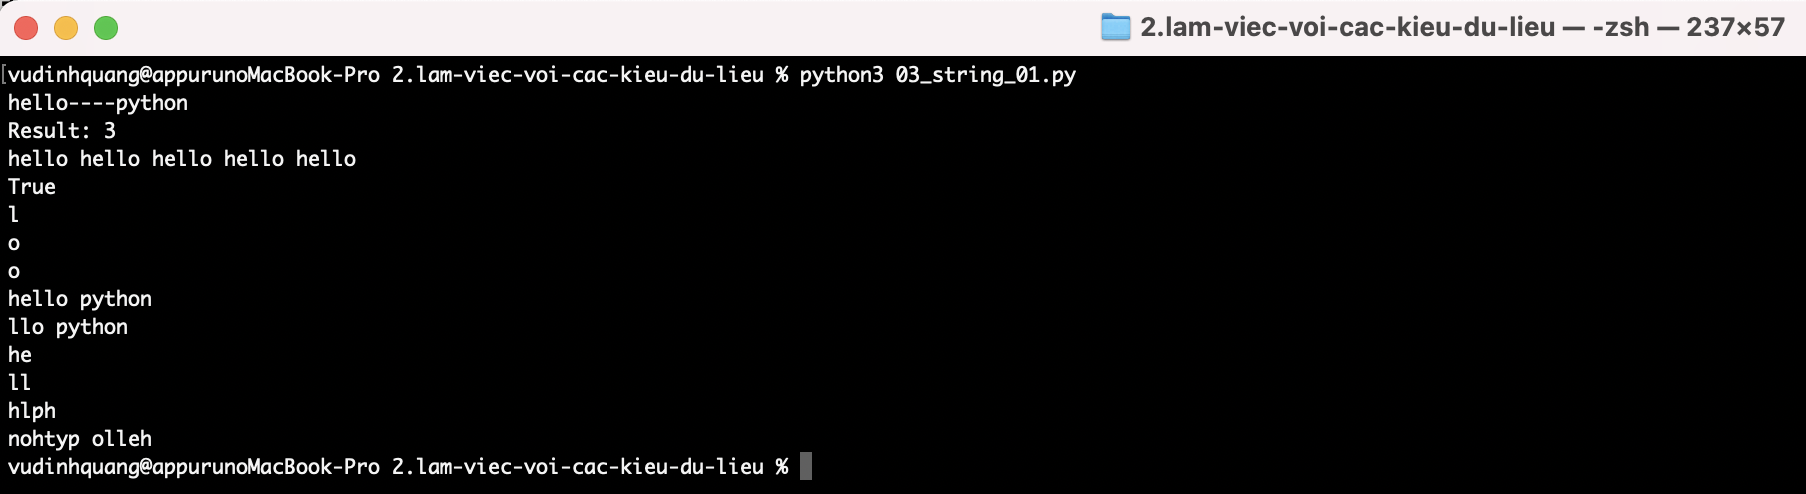 2.lam-viec-voi-cac-kieu-du-lieu — -zsh — 237×57
[vudinhquang@appurunoMacBook-Pro 2.lam-viec-voi-cac-kieu-du-lieu % python3 03_string_01.py
hello----python
Result: 3
hello hello hello hello hello
True
l
o
o
hello python
llo python
he
ll
hlph
nohtyp olleh
vudinhquang@appurunoMacBook-Pro 2.lam-viec-voi-cac-kieu-du-lieu %